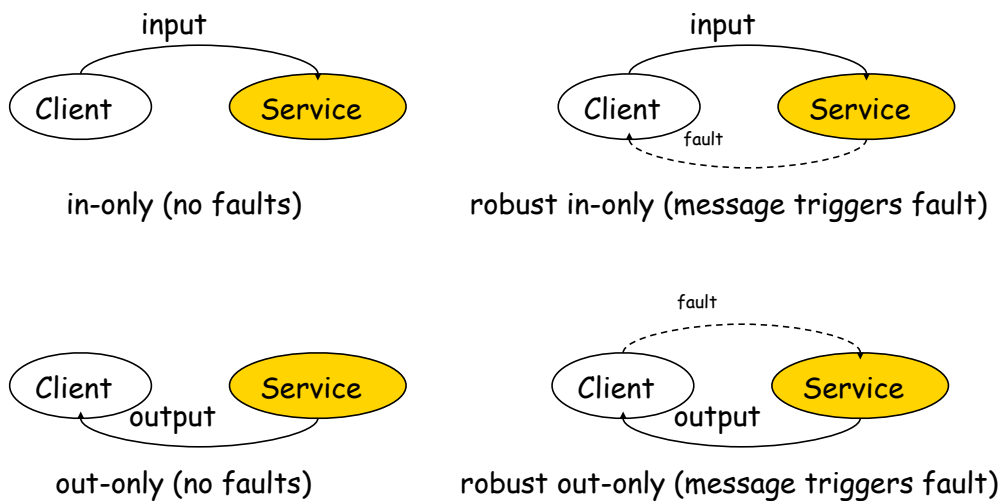 input
Client
Service
in-only (no faults)
input
Client
Service
fault
robust in-only (message triggers fault)
Client
Service
output
out-only (no faults)
fault
Client
Service
output
robust out-only (message triggers fault)